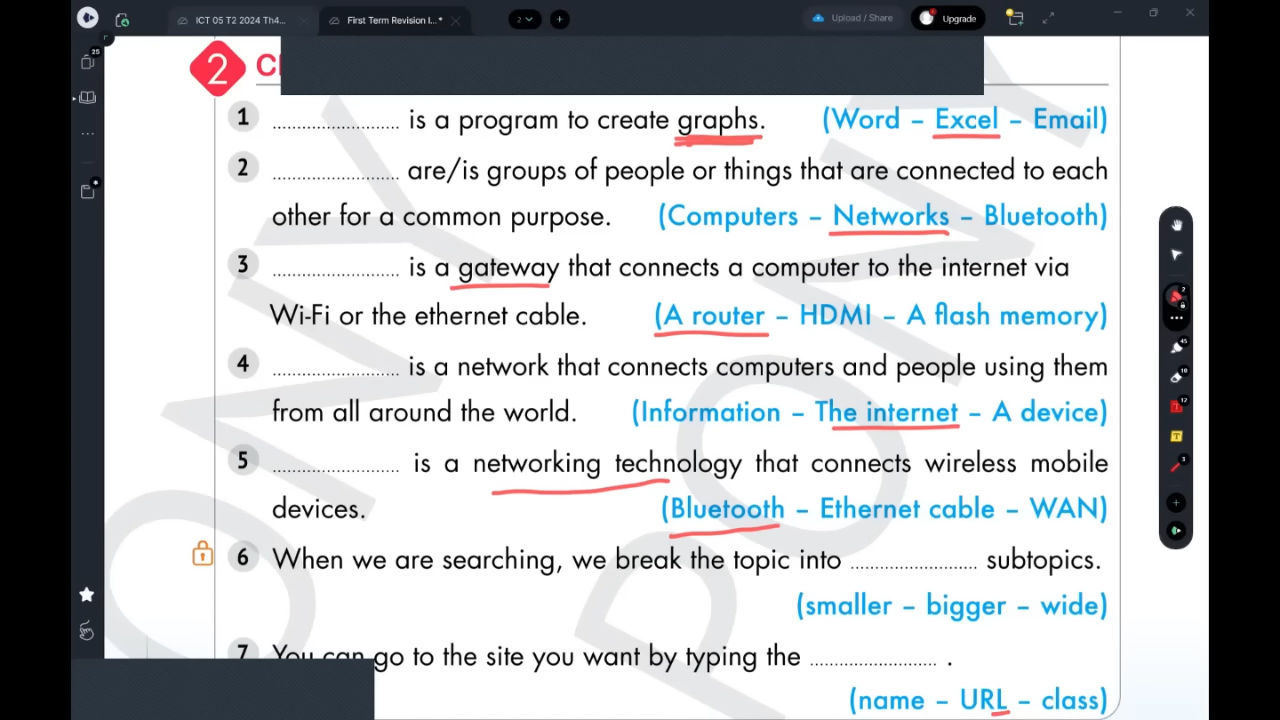 ICT 05 T2 2024 Th4...
First Term Revision I...*
2
Upload / Share
Upgrade
2
1 ......................... is a program to create graphs. (Word – Excel – Email)
2 ......................... are/is groups of people or things that are connected to each
other for a common purpose. (Computers – Networks – Bluetooth)
3 ......................... is a gateway that connects a computer to the internet via
Wi-Fi or the ethernet cable. (A router – HDMI – A flash memory)
4 ......................... is a network that connects computers and people using them
from all around the world. (Information – The internet – A device)
5 ......................... is a networking technology that connects wireless mobile
devices. (Bluetooth – Ethernet cable – WAN)
6 When we are searching, we break the topic into ......................... subtopics.
(smaller – bigger – wide)
7 You can go to the site you want by typing the ......................... .
(name – URL – class)